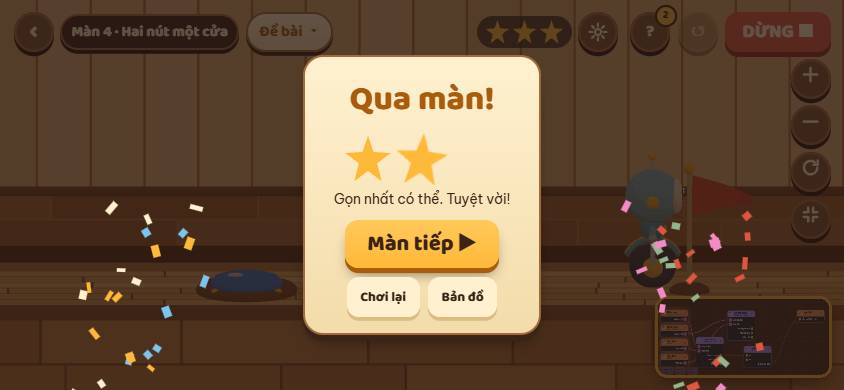 Màn 4 · Hai nút một cửa
Đề bài
2
?
DỪNG
Qua màn!
Gọn nhất có thể. Tuyệt vời!
Màn tiếp
Chơi lại
Bản đồ